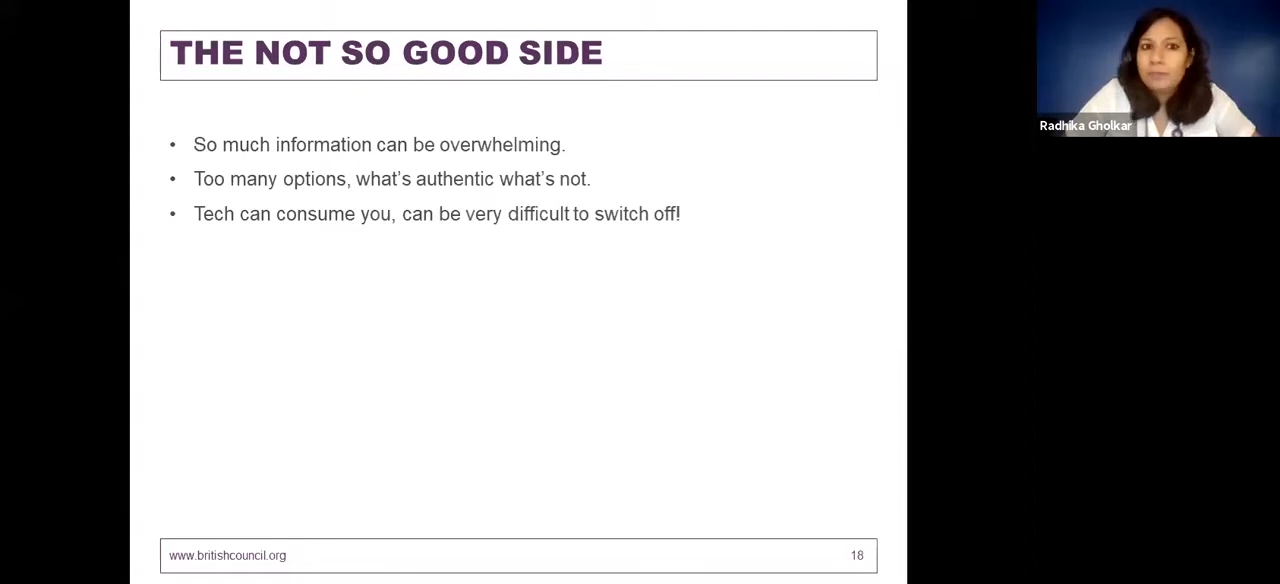 THE NOT SO GOOD SIDE
• So much information can be overwhelming.
• Too many options, what’s authentic what’s not.
• Tech can consume you, can be very difficult to switch off!
www.britishcouncil.org
18
Radhika Gholkar